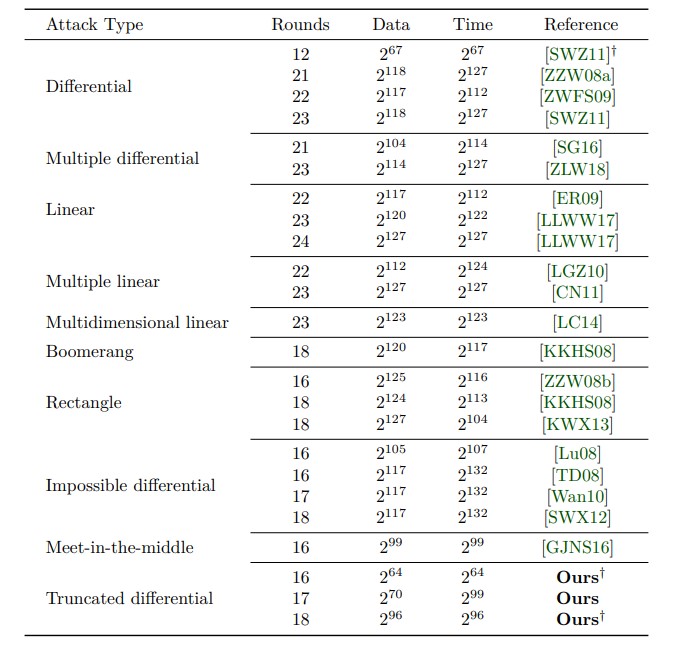 Attack Type Rounds Data Time Reference
Differential
12 2^67 2^67 [SWZ11]†
21 2^118 2^127 [ZZW08a]
22 2^117 2^112 [ZWFS09]
23 2^118 2^127 [SWZ11]
Multiple differential
21 2^104 2^114 [SG16]
23 2^114 2^127 [ZLW18]
Linear
22 2^117 2^112 [ER09]
23 2^120 2^122 [LLWW17]
24 2^127 2^127 [LLWW17]
Multiple linear
22 2^112 2^124 [LGZ10]
23 2^127 2^127 [CN11]
Multidimensional linear 23 2^123 2^123 [LC14]
Boomerang 18 2^120 2^117 [KKHS08]
Rectangle
16 2^125 2^116 [ZZW08b]
18 2^124 2^113 [KKHS08]
18 2^127 2^104 [KWX13]
Impossible differential
16 2^105 2^107 [Lu08]
16 2^117 2^132 [TD08]
17 2^117 2^132 [Wan10]
18 2^117 2^132 [SWX12]
Meet-in-the-middle 16 2^99 2^99 [GJNS16]
Truncated differential
16 2^64 2^64 Ours†
17 2^70 2^99 Ours
18 2^96 2^96 Ours†